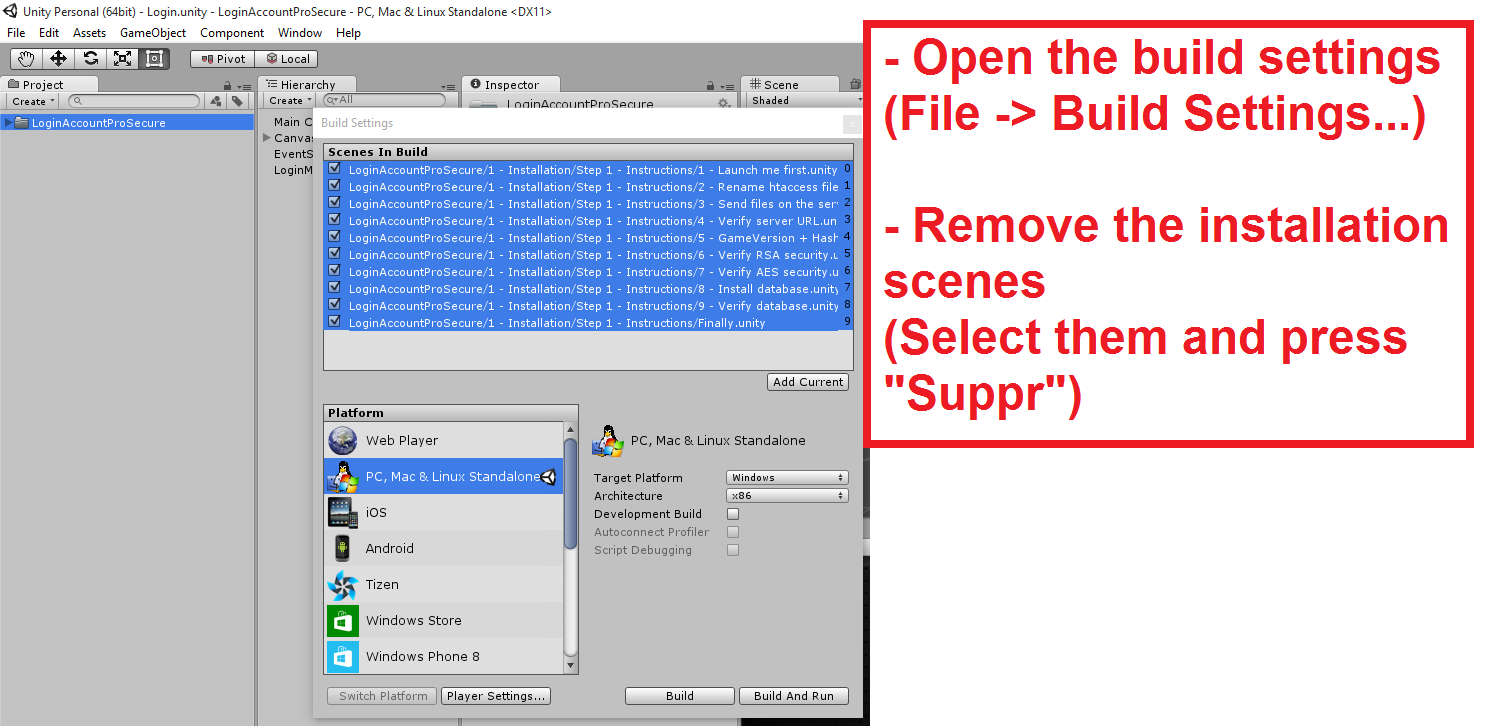 Unity Personal (64bit) - Login.unity - LoginAccountProSecure - PC, Mac & Linux Standalone <DX11>
File Edit Assets GameObject Component Window Help
Pivot Local
Project
Create
LoginAccountProSecure
Hierarchy
Create All
Main C
Canvas
EventS
LoginM
Inspector
LoginAccountProSecure
Scene
Shaded
Build Settings
Scenes In Build
LoginAccountProSecure/1 - Installation/Step 1 - Instructions/1 - Launch me first.unity 0
LoginAccountProSecure/1 - Installation/Step 1 - Instructions/2 - Rename htaccess file 1
LoginAccountProSecure/1 - Installation/Step 1 - Instructions/3 - Send files on the ser 2
LoginAccountProSecure/1 - Installation/Step 1 - Instructions/4 - Verify server URL.un 3
LoginAccountProSecure/1 - Installation/Step 1 - Instructions/5 - GameVersion + Hash 4
LoginAccountProSecure/1 - Installation/Step 1 - Instructions/6 - Verify RSA security.u 5
LoginAccountProSecure/1 - Installation/Step 1 - Instructions/7 - Verify AES security.u 6
LoginAccountProSecure/1 - Installation/Step 1 - Instructions/8 - Install database.unity 7
LoginAccountProSecure/1 - Installation/Step 1 - Instructions/9 - Verify database.unity 8
LoginAccountProSecure/1 - Installation/Step 1 - Instructions/Finally.unity 9
Add Current
Platform
Web Player
PC, Mac & Linux Standalone
iOS
Android
Tizen
Windows Store
Windows Phone 8
PC, Mac & Linux Standalone
Target Platform Windows
Architecture x86
Development Build
Autoconnect Profiler
Script Debugging
Switch Platform Player Settings... Build Build And Run
- Open the build settings
(File -> Build Settings...)
- Remove the installation
scenes
(Select them and press
"Suppr")